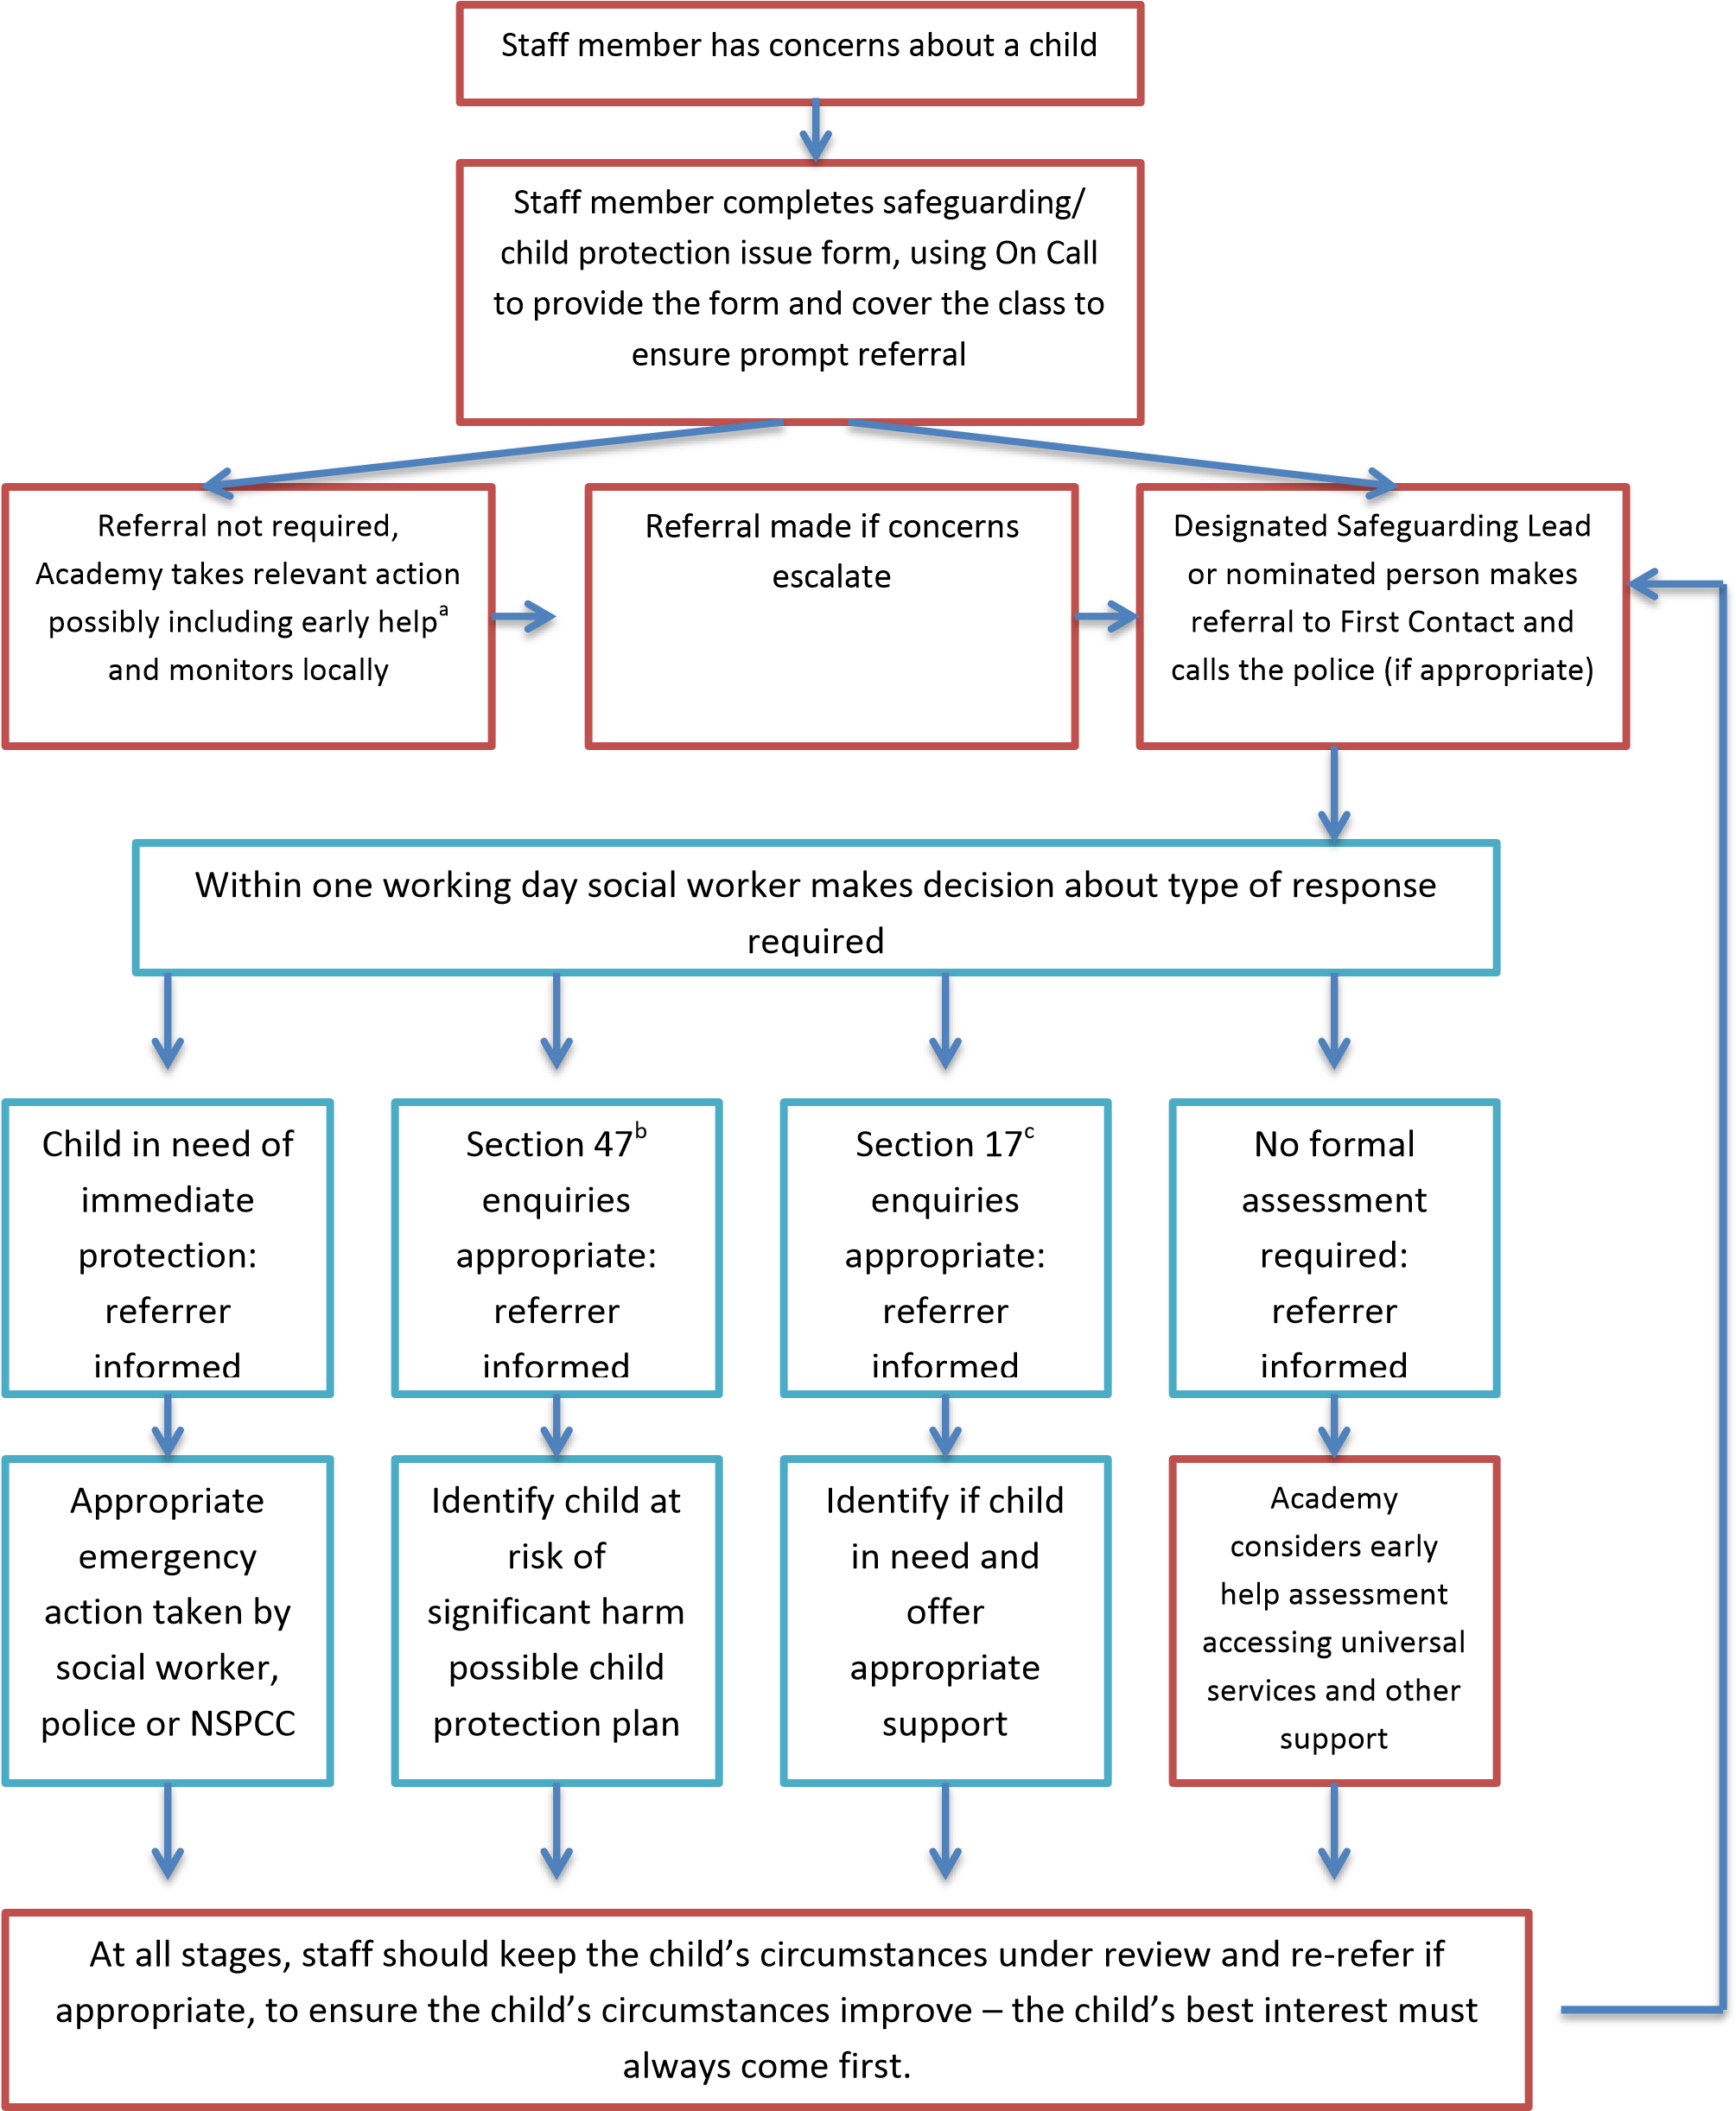 Staff member has concerns about a child
Staff member completes safeguarding/
child protection issue form, using On Call
to provide the form and cover the class to
ensure prompt referral
Referral not required,
Academy takes relevant action
possibly including early helpᵃ
and monitors locally
Referral made if concerns
escalate
Designated Safeguarding Lead
or nominated person makes
referral to First Contact and
calls the police (if appropriate)
Within one working day social worker makes decision about type of response
required
Child in need of
immediate
protection:
referrer
informed
Section 47ᵇ
enquiries
appropriate:
referrer
informed
Section 17ᶜ
enquiries
appropriate:
referrer
informed
No formal
assessment
required:
referrer
informed
Appropriate
emergency
action taken by
social worker,
police or NSPCC
Identify child at
risk of
significant harm
possible child
protection plan
Identify if child
in need and
offer
appropriate
support
Academy
considers early
help assessment
accessing universal
services and other
support
At all stages, staff should keep the child’s circumstances under review and re-refer if
appropriate, to ensure the child’s circumstances improve – the child’s best interest must
always come first.